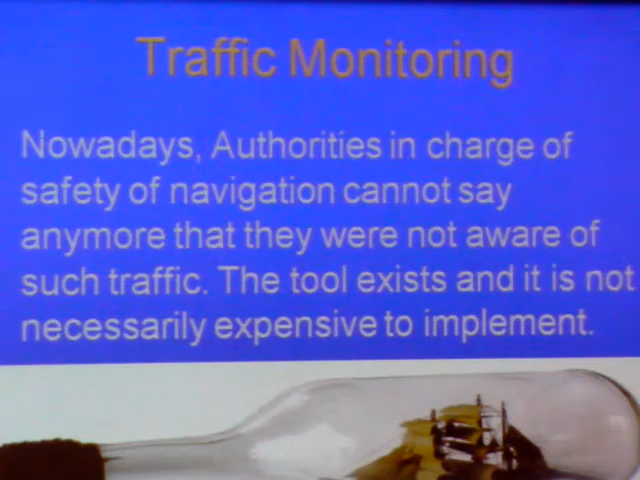 Traffic Monitoring
Nowadays, Authorities in charge of
safety of navigation cannot say
anymore that they were not aware of
such traffic. The tool exists and it is not
necessarily expensive to implement.